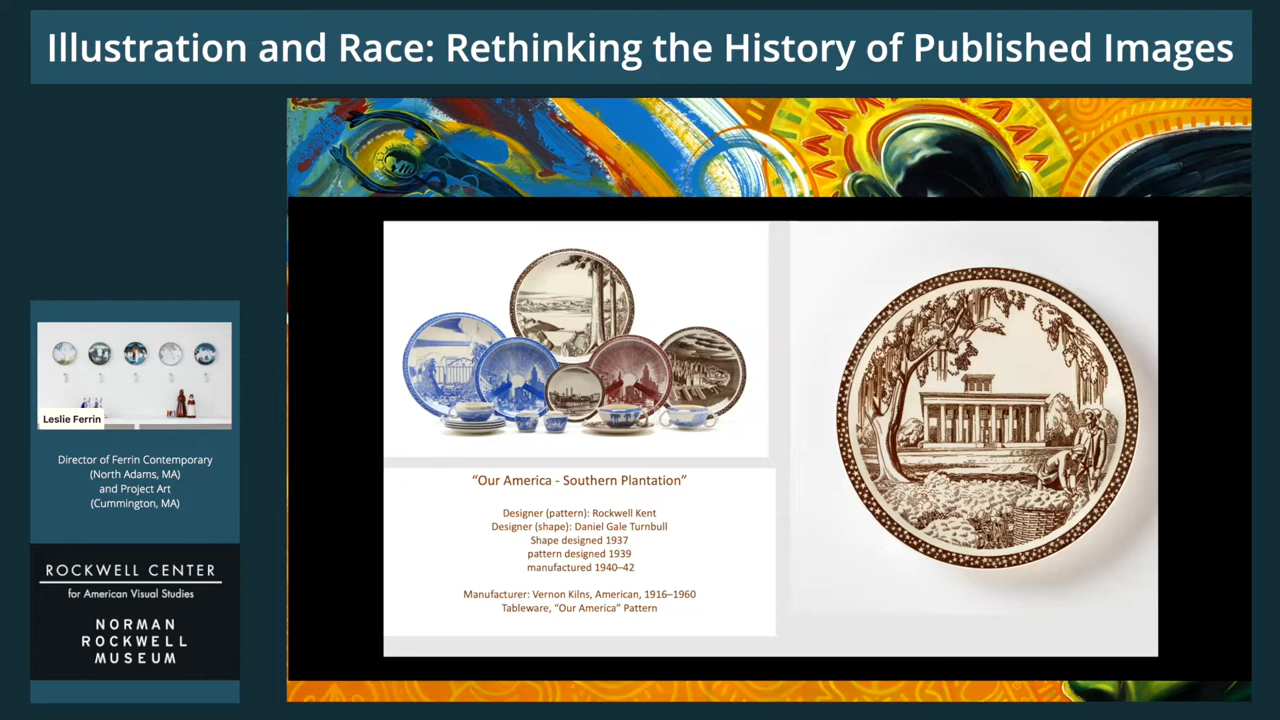 Illustration and Race: Rethinking the History of Published Images
Leslie Ferrin
Director of Ferrin Contemporary
(North Adams, MA)
and Project Art
(Cummington, MA)
ROCKWELL CENTER
for American Visual Studies
NORMAN
ROCKWELL
MUSEUM
“Our America - Southern Plantation”
Designer (pattern): Rockwell Kent
Designer (shape): Daniel Gale Turnbull
Shape designed 1937
pattern designed 1939
manufactured 1940–42
Manufacturer: Vernon Kilns, American, 1916–1960
Tableware, “Our America” Pattern